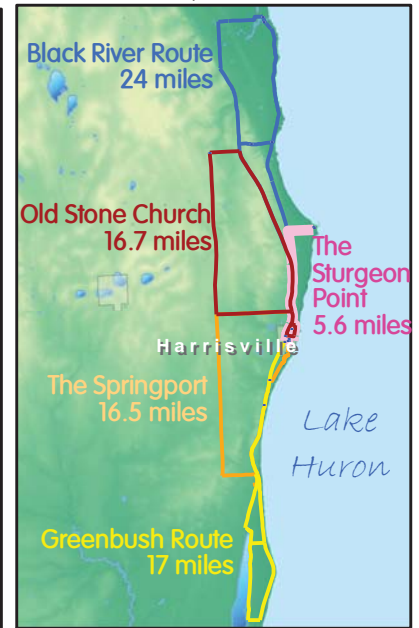 Black River Route
24 miles
Old Stone Church
16.7 miles
The
Sturgeon
Point
5.6 miles
Harrisville
The Springport
16.5 miles
Lake
Huron
Greenbush Route
17 miles